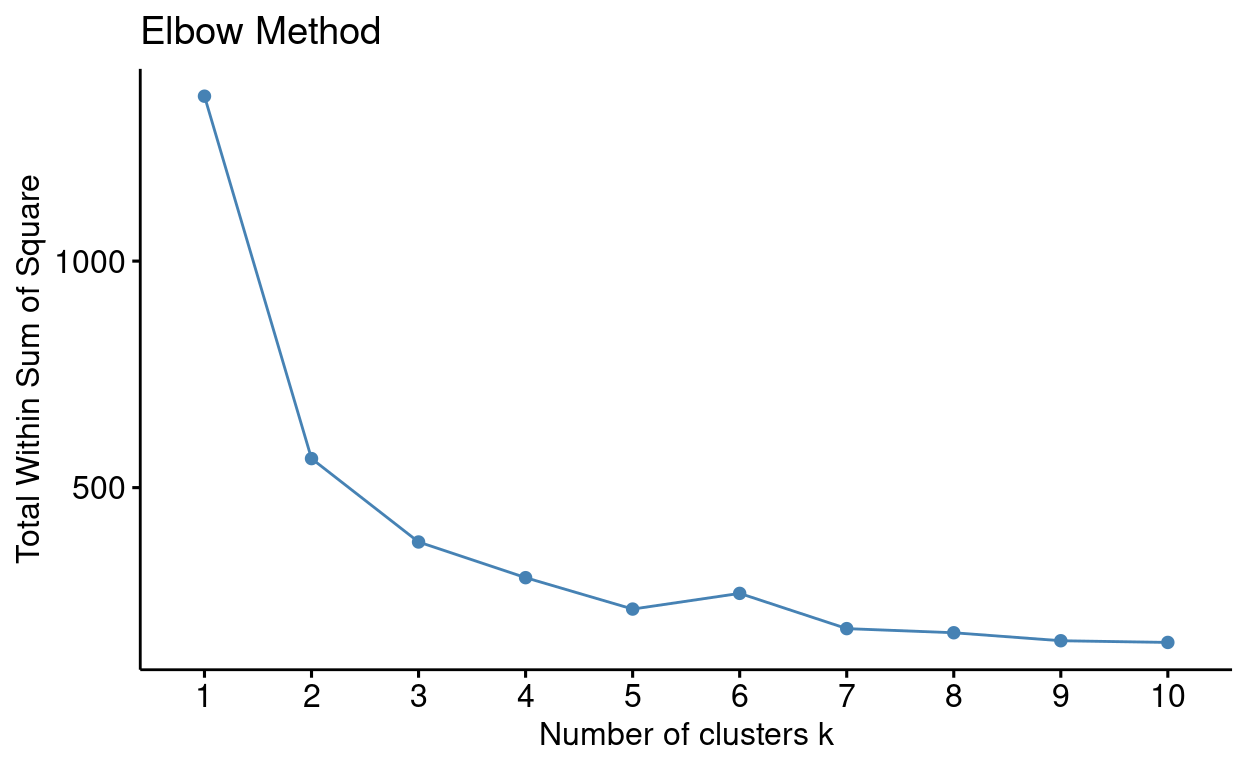 Elbow Method
Total Within Sum of Square
1000
500
1 2 3 4 5 6 7 8 9 10
Number of clusters k